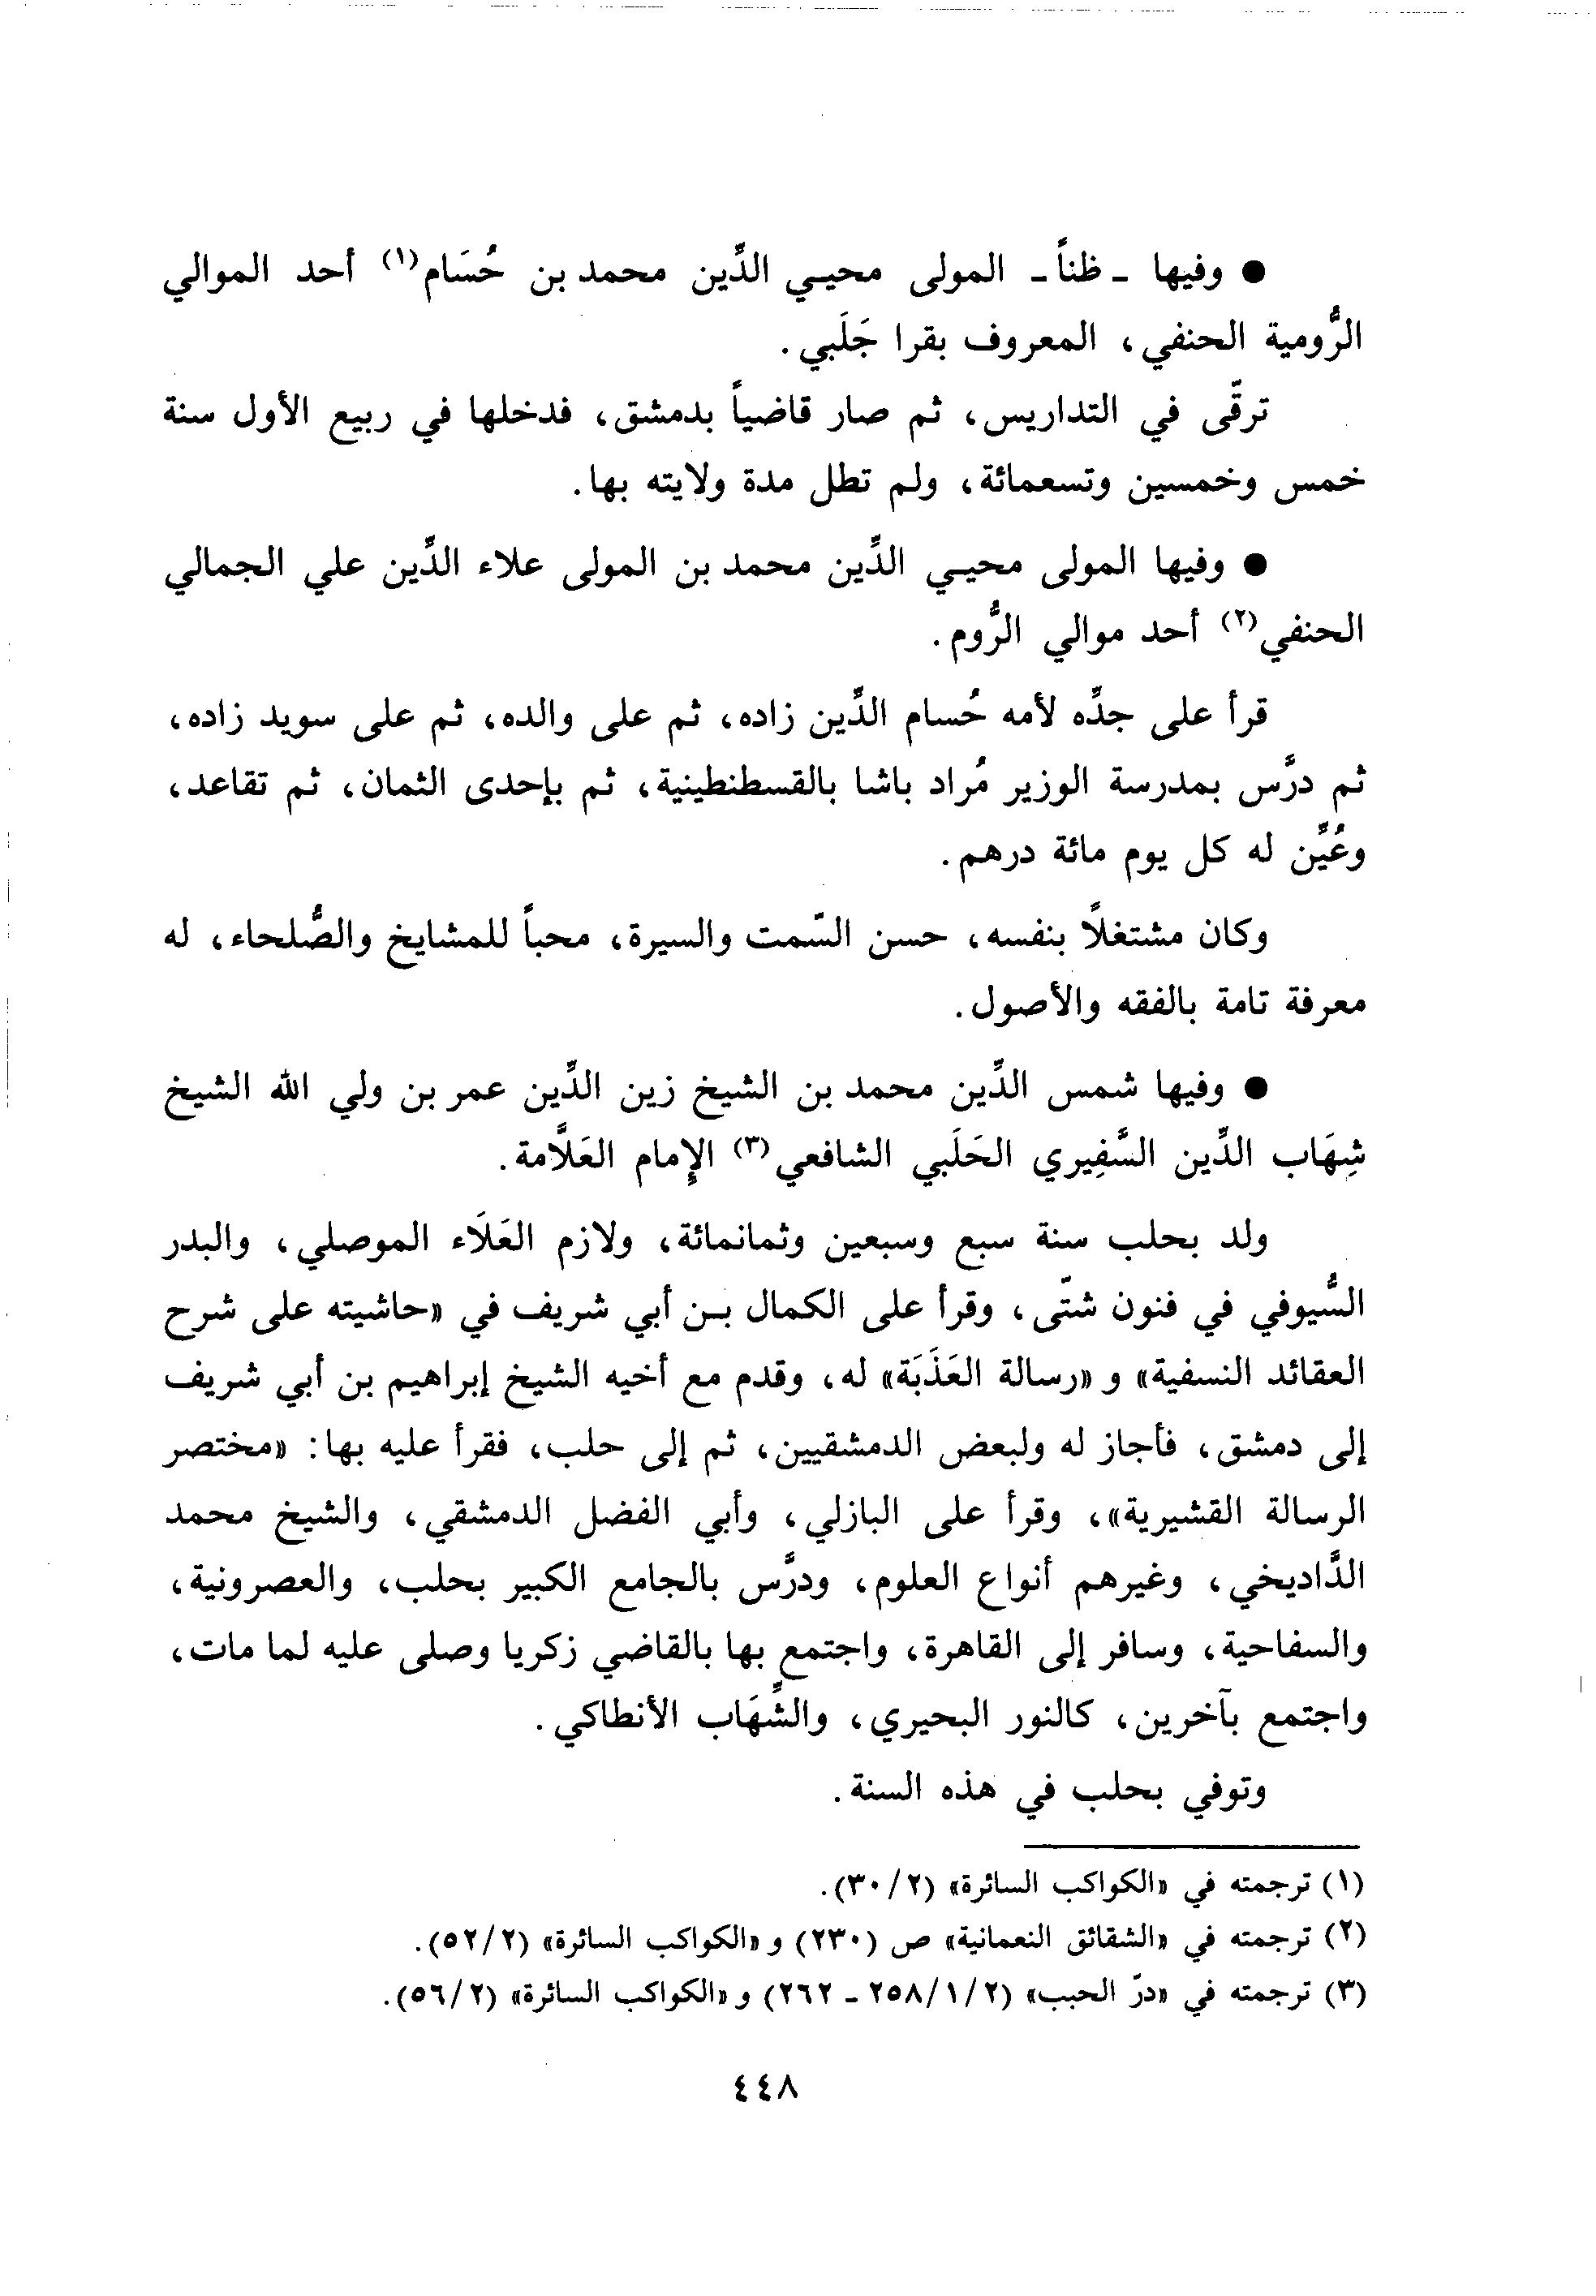 ● وفيها ـ ظناً ـ المولى محيـي الدِّين محمد بن حُسَام(١) أحد الموالي
الرُّومية الحنفي، المعروف بقرا جَلَبي.
ترقّى في التداريس، ثم صار قاضياً بدمشق، فدخلها في ربيع الأول سنة
خمس وخمسين وتسعمائة، ولم تطل مدة ولايته بها.
● وفيها المولى محيـي الدِّين محمد بن المولى علاء الدِّين علي الجمالي
الحنفي(٢) أحد موالي الرُّوم.
قرأ على جدِّه لأمه حُسام الدِّين زاده، ثم على والده، ثم على سويد زاده،
ثم درَّس بمدرسة الوزير مُراد باشا بالقسطنطينية، ثم بإحدى الثمان، ثم تقاعد،
وعُيِّن له كل يوم مائة درهم.
وكان مشتغلاً بنفسه، حسن السّمت والسيرة، محباً للمشايخ والصُّلحاء، له
معرفة تامة بالفقه والأصول.
● وفيها شمس الدِّين محمد بن الشيخ زين الدِّين عمر بن ولي الله الشيخ
شِهَاب الدِّين السَّفِيري الحَلَبي الشافعي(٣) الإِمام العَلَّامة.
ولد بحلب سنة سبع وسبعين وثمانمائة، ولازم العَلَاء الموصلي، والبدر
السُّيوفي في فنون شتّى، وقرأ على الكمال بـن أبي شريف في «حاشيته على شرح
العقائد النسفية» و «رسالة العَذَبَة» له، وقدم مع أخيه الشيخ إبراهيم بن أبي شريف
إلى دمشق، فأجاز له ولبعض الدمشقيين، ثم إلى حلب، فقرأ عليه بها: «مختصر
الرسالة القشيرية»، وقرأ على البازلي، وأبي الفضل الدمشقي، والشيخ محمد
الدَّاديخي، وغيرهم أنواع العلوم، ودرَّس بالجامع الكبير بحلب، والعصرونية،
والسفاحية، وسافر إلى القاهرة، واجتمع بها بالقاضي زكريا وصلى عليه لما مات،
واجتمع بآخرين، كالنور البحيري، والشِّهَاب الأنطاكي.
وتوفي بحلب في هذه السنة.
(١) ترجمته في «الكواكب السائرة» (٣٠/٢).
(٢) ترجمته في «الشقائق النعمانية» ص (٢٣٠) و «الكواكب السائرة» (٥٢/٢).
(٣) ترجمته في «درّ الحبب» (٢/ ٢٥٨/١ ـ ٢٦٢) و «الكواكب السائرة» (٥٦/٢).
٤٤٨